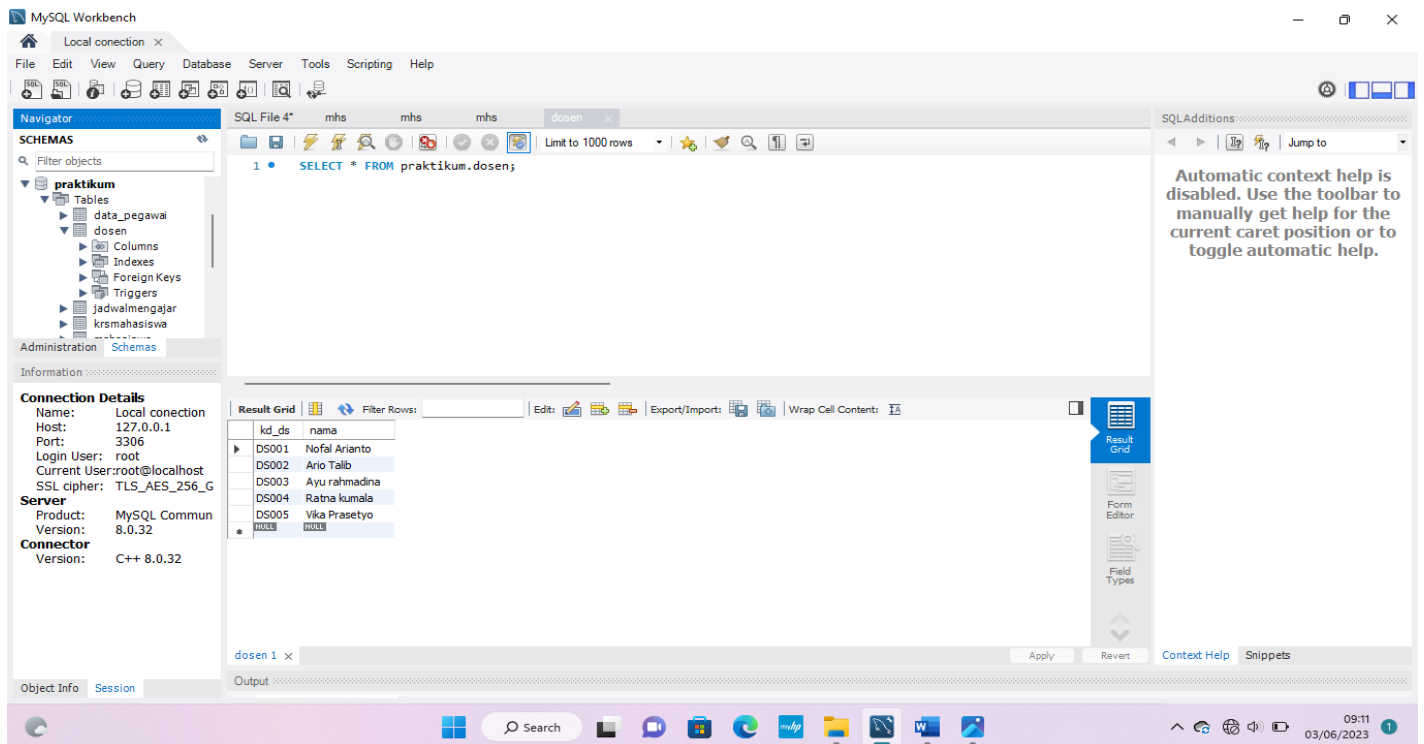 MySQL Workbench
Local conection
File Edit View Query Database Server Tools Scripting Help
Navigator
SCHEMAS
Filter objects
praktikum
Tables
data_pegawai
dosen
Columns
Indexes
Foreign Keys
Triggers
jadwalmengajar
krsmahasiswa
Administration Schemas
Information
Connection Details
Name: Local conection
Host: 127.0.0.1
Port: 3306
Login User: root
Current User:root@localhost
SSL cipher: TLS_AES_256_G
Server
Product: MySQL Commun
Version: 8.0.32
Connector
Version: C++ 8.0.32
Object Info Session
SQL File 4* mhs mhs mhs dosen
Limit to 1000 rows
1 SELECT * FROM praktikum.dosen;
Result Grid Filter Rows: Edit: Export/Import: Wrap Cell Content:
kd_ds nama
DS001 Nofal Arianto
DS002 Ario Talib
DS003 Ayu rahmadina
DS004 Ratna kumala
DS005 Vika Prasetyo
NULL NULL
Result
Grid
Form
Editor
Field
Types
dosen 1 Apply Revert
Output
SQLAdditions
Jump to
Automatic context help is
disabled. Use the toolbar to
manually get help for the
current caret position or to
toggle automatic help.
Context Help Snippets
Search
myhp
09:11
03/06/2023
1